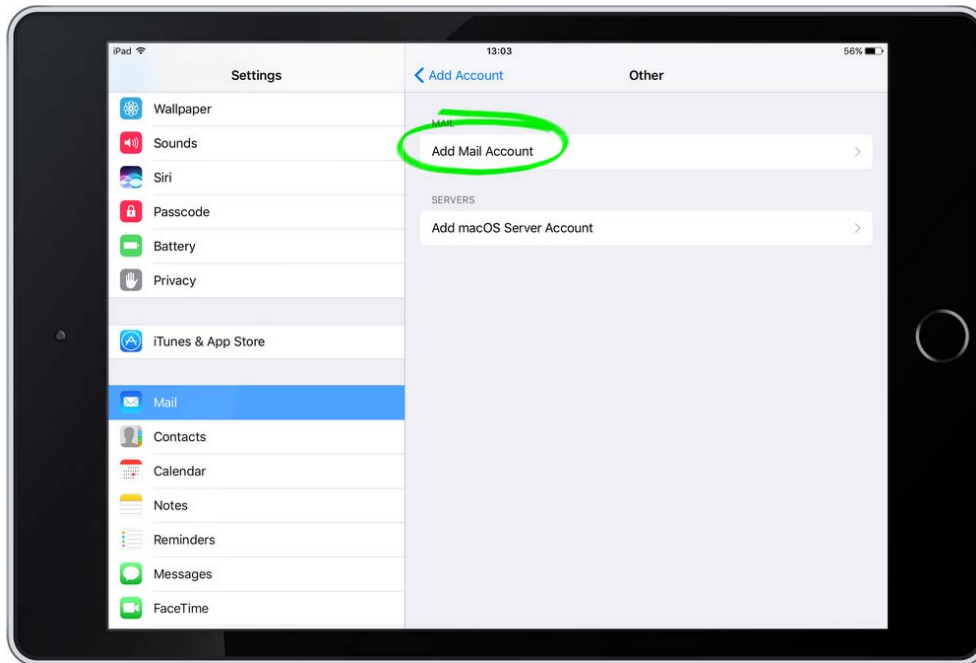 iPad
13:03
56%
Settings
Add Account
Other
Wallpaper
Sounds
Siri
Passcode
Battery
Privacy
iTunes & App Store
Mail
Contacts
Calendar
Notes
Reminders
Messages
FaceTime
MAIL
Add Mail Account
SERVERS
Add macOS Server Account